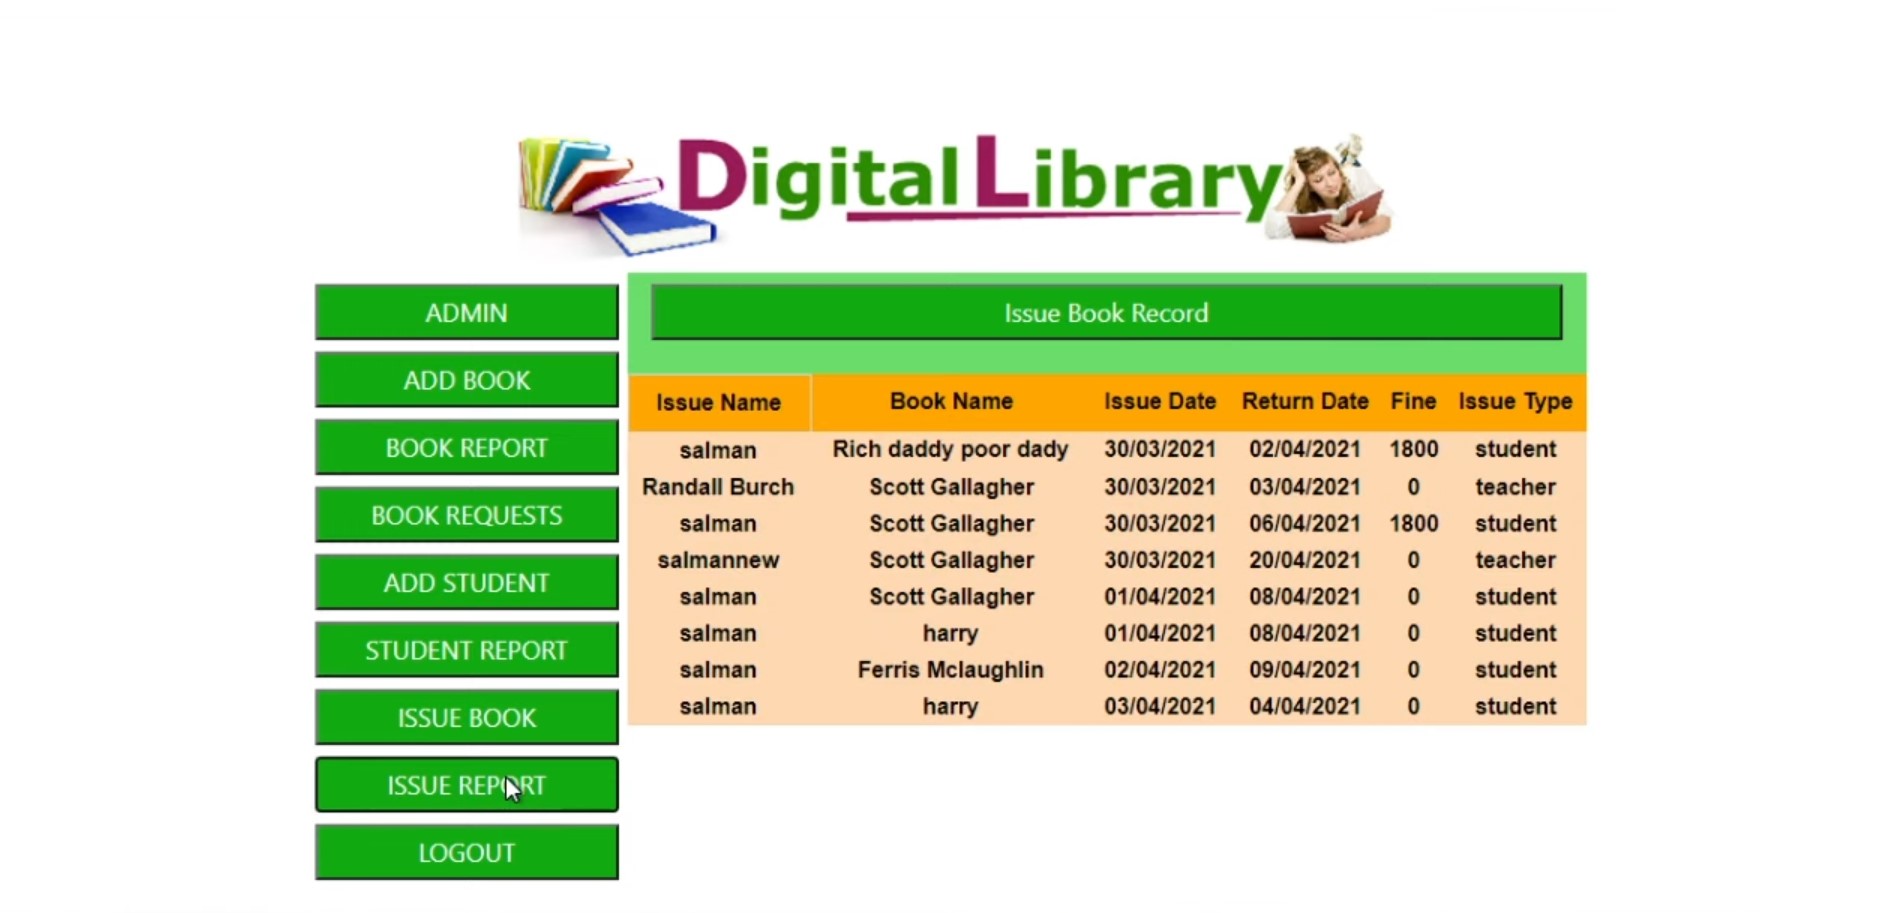 Digital Library
ADMIN
ADD BOOK
BOOK REPORT
BOOK REQUESTS
ADD STUDENT
STUDENT REPORT
ISSUE BOOK
ISSUE REPORT
LOGOUT
Issue Book Record
Issue Name Book Name Issue Date Return Date Fine Issue Type
salman Rich daddy poor dady 30/03/2021 02/04/2021 1800 student
Randall Burch Scott Gallagher 30/03/2021 03/04/2021 0 teacher
salman Scott Gallagher 30/03/2021 06/04/2021 1800 student
salmannew Scott Gallagher 30/03/2021 20/04/2021 0 teacher
salman Scott Gallagher 01/04/2021 08/04/2021 0 student
salman harry 01/04/2021 08/04/2021 0 student
salman Ferris Mclaughlin 02/04/2021 09/04/2021 0 student
salman harry 03/04/2021 04/04/2021 0 student